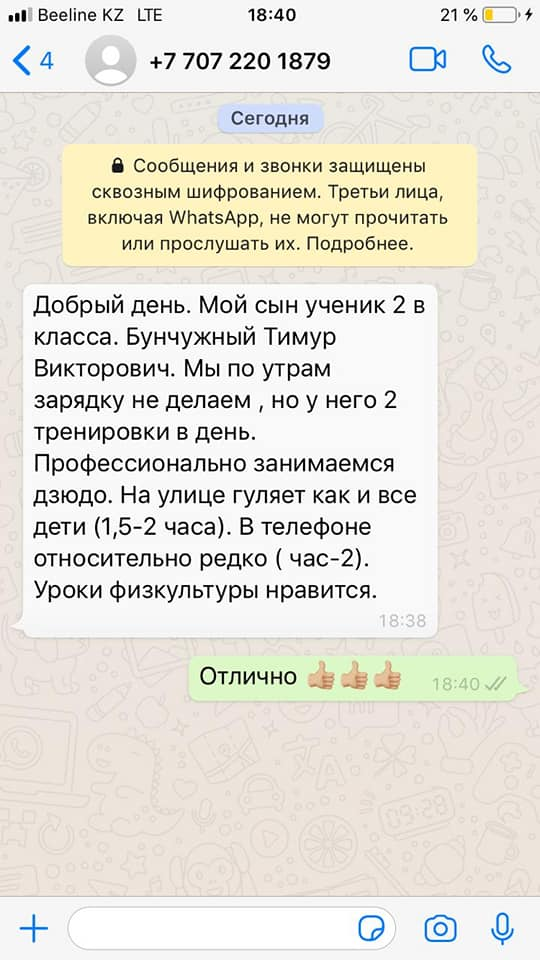 Beeline KZ LTE 18:40 21 %
4 +7 707 220 1879
Сегодня
Сообщения и звонки защищены
сквозным шифрованием. Третьи лица,
включая WhatsApp, не могут прочитать
или прослушать их. Подробнее.
Добрый день. Мой сын ученик 2 в
класса. Бунчужный Тимур
Викторович. Мы по утрам
зарядку не делаем , но у него 2
тренировки в день.
Профессионально занимаемся
дзюдо. На улице гуляет как и все
дети (1,5-2 часа). В телефоне
относительно редко ( час-2).
Уроки физкультуры нравится.
18:38
Отлично 👍🏼👍🏼👍🏼 18:40